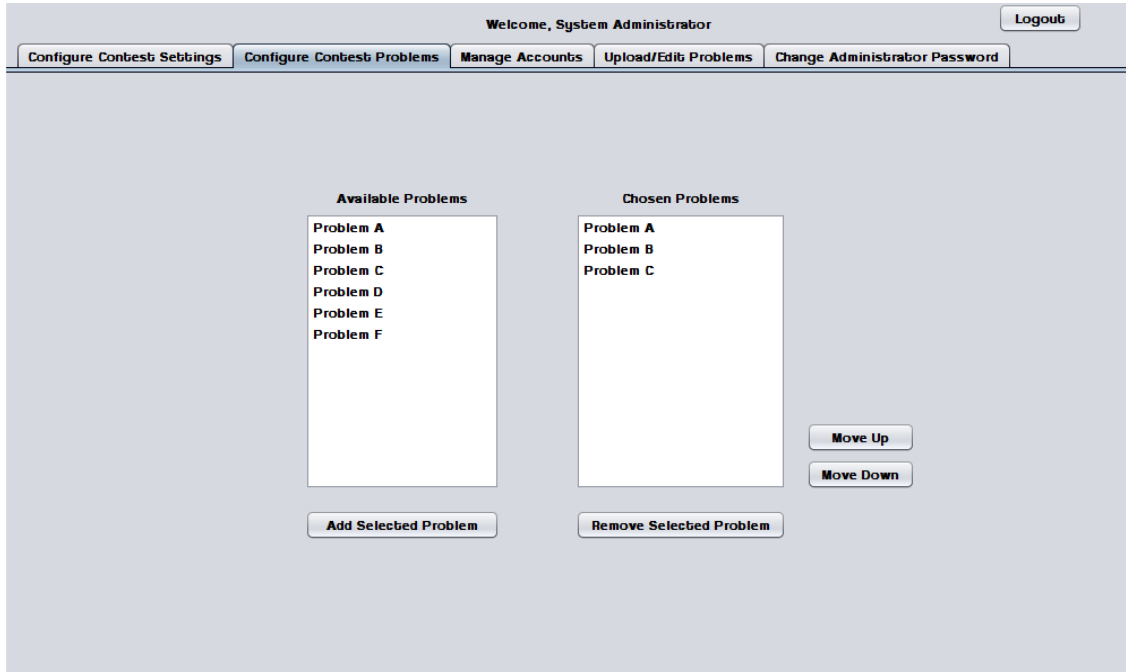 Welcome, System Administrator
Logout
Configure Contest Settings
Configure Contest Problems
Manage Accounts
Upload/Edit Problems
Change Administrator Password
Available Problems
Problem A
Problem B
Problem C
Problem D
Problem E
Problem F
Add Selected Problem
Chosen Problems
Problem A
Problem B
Problem C
Remove Selected Problem
Move Up
Move Down